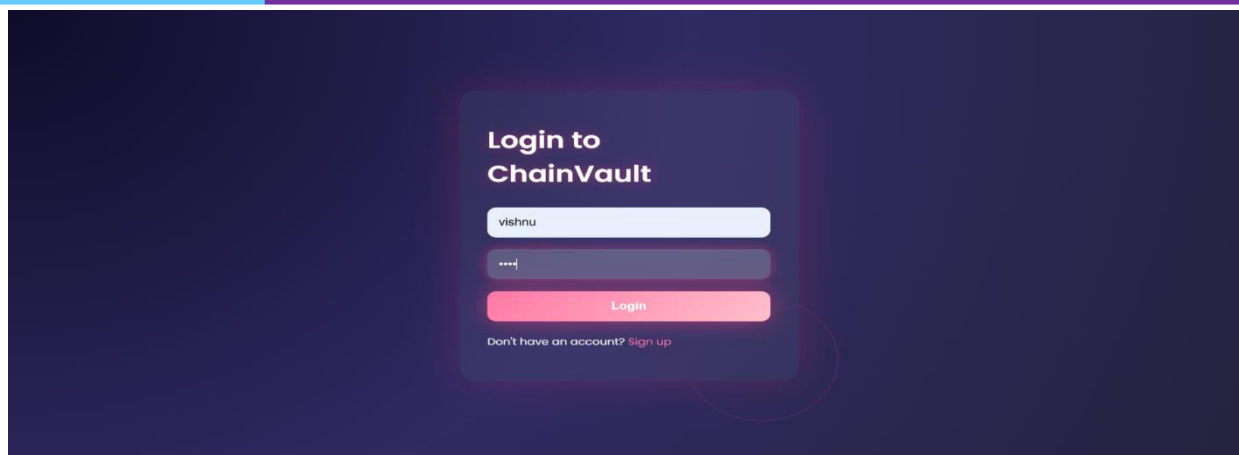 Login to
ChainVault
vishnu
••••
Login
Don't have an account? Sign up